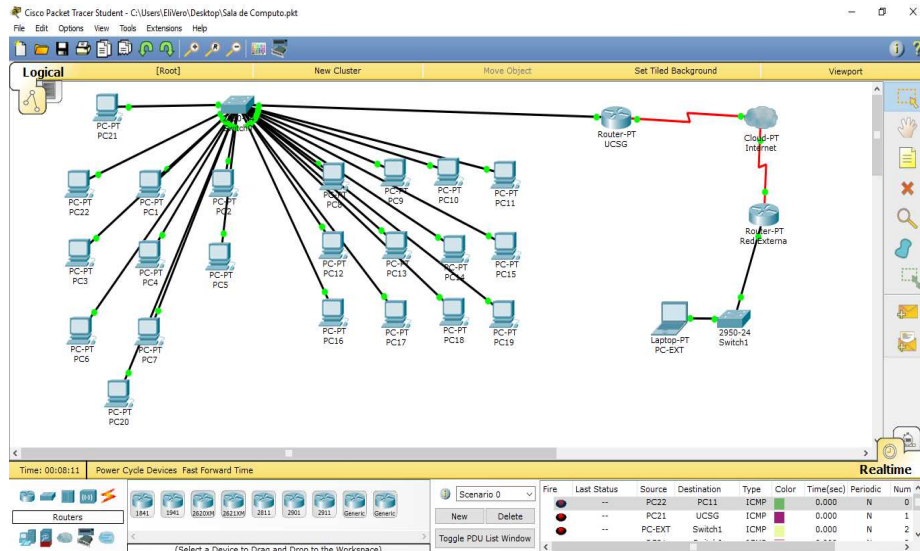 Cisco Packet Tracer Student - C:\Users\EliVero\Desktop\Sala de Computo.pkt
File Edit Options View Tools Extensions Help
Logical [Root] New Cluster Move Object Set Tiled Background Viewport
PC-PT
PC21
Router-PT
UCSG
Cloud-PT
Internet
PC-PT
PC22
PC-PT
PC1
PC-PT
PC2
PC-PT
PC8
PC-PT
PC9
PC-PT
PC10
PC-PT
PC11
Router-PT
Red Externa
PC-PT
PC3
PC-PT
PC4
PC-PT
PC5
PC-PT
PC12
PC-PT
PC13
PC-PT
PC14
PC-PT
PC15
PC-PT
PC6
PC-PT
PC7
PC-PT
PC16
PC-PT
PC17
PC-PT
PC18
PC-PT
PC19
Laptop-PT
PC-EXT
2950-24
Switch1
PC-PT
PC20
Time: 00:08:11 Power Cycle Devices Fast Forward Time Realtime
Routers
1841 1941 2620XM 2621XM 2811 2901 2911 Generic Generic
(Select a Device to Drag and Drop to the Workspace)
Scenario 0
New Delete
Toggle PDU List Window
Fire Last Status Source Destination Type Color Time(sec) Periodic Num
-- PC22 PC11 ICMP 0.000 N 0
-- PC21 UCSG ICMP 0.000 N 1
-- PC-EXT Switch1 ICMP 0.000 N 2